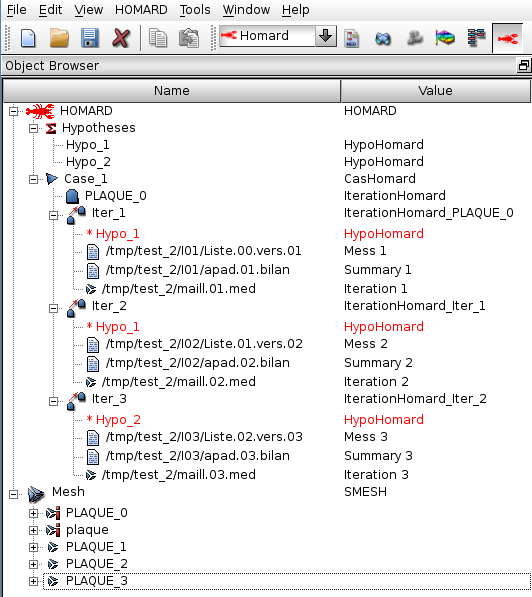 File Edit View HOMARD Tools Window Help
Homard
Object Browser
Name Value
HOMARD HOMARD
Hypotheses
Hypo_1 HypoHomard
Hypo_2 HypoHomard
Case_1 CasHomard
PLAQUE_0 IterationHomard
Iter_1 IterationHomard_PLAQUE_0
* Hypo_1 HypoHomard
/tmp/test_2/I01/Liste.00.vers.01 Mess 1
/tmp/test_2/I01/apad.01.bilan Summary 1
/tmp/test_2/maill.01.med Iteration 1
Iter_2 IterationHomard_Iter_1
* Hypo_1 HypoHomard
/tmp/test_2/I02/Liste.01.vers.02 Mess 2
/tmp/test_2/I02/apad.02.bilan Summary 2
/tmp/test_2/maill.02.med Iteration 2
Iter_3 IterationHomard_Iter_2
* Hypo_2 HypoHomard
/tmp/test_2/I03/Liste.02.vers.03 Mess 3
/tmp/test_2/I03/apad.03.bilan Summary 3
/tmp/test_2/maill.03.med Iteration 3
Mesh SMESH
PLAQUE_0
plaque
PLAQUE_1
PLAQUE_2
PLAQUE_3